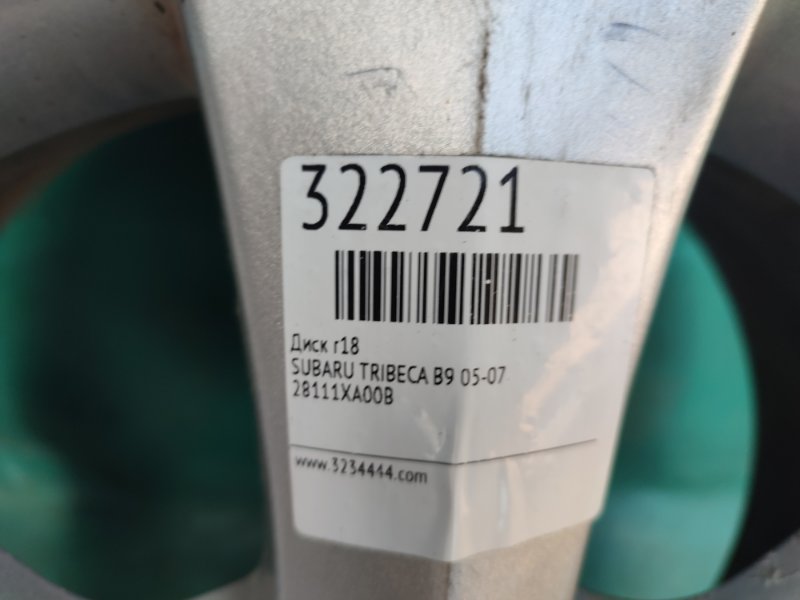 322721
Диск r18
SUBARU TRIBECA B9 05-07
28111XA00B
www.3234444.com